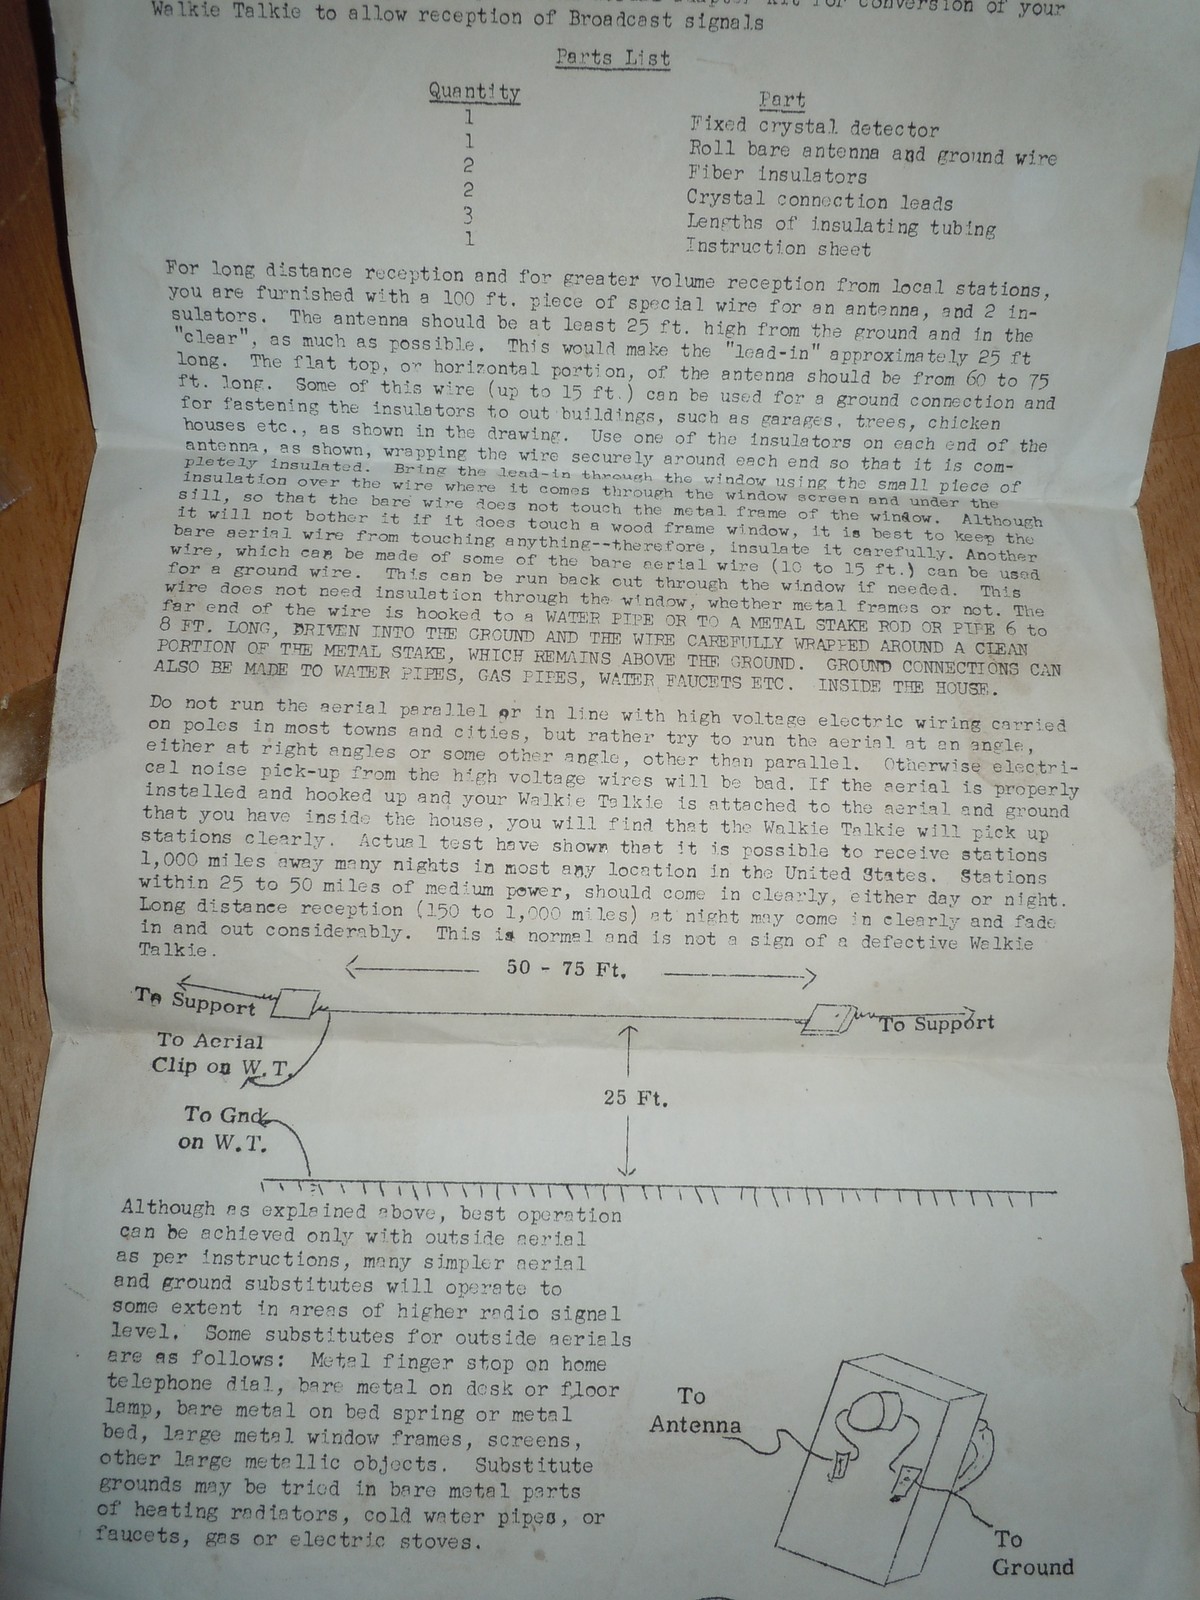 kit for conversion of your
Walkie Talkie to allow reception of Broadcast signals
Parts List
Quantity Part
1 Fixed crystal detector
1 Roll bare antenna and ground wire
2 Fiber insulators
2 Crystal connection leads
3 Lengths of insulating tubing
1 Instruction sheet
For long distance reception and for greater volume reception from local stations,
you are furnished with a 100 ft. piece of special wire for an antenna, and 2 in-
sulators. The antenna should be at least 25 ft. high from the ground and in the
"clear", as much as possible. This would make the "lead-in" approximately 25 ft
long. The flat top, or horizontal portion, of the antenna should be from 60 to 75
ft. long. Some of this wire (up to 15 ft.) can be used for a ground connection and
for fastening the insulators to out buildings, such as garages, trees, chicken
houses etc., as shown in the drawing. Use one of the insulators on each end of the
antenna, as shown, wrapping the wire securely around each end so that it is com-
pletely insulated. Bring the lead-in through the window using the small piece of
insulation over the wire where it comes through the window screen and under the
sill, so that the bare wire does not touch the metal frame of the window. Although
it will not bother it if it does touch a wood frame window, it is best to keep the
bare aerial wire from touching anything--therefore, insulate it carefully. Another
wire, which can be made of some of the bare aerial wire (10 to 15 ft.) can be used
for a ground wire. This can be run back out through the window if needed. This
wire does not need insulation through the window, whether metal frames or not. The
far end of the wire is hooked to a WATER PIPE OR TO A METAL STAKE ROD OR PIPE 6 to
8 FT. LONG, DRIVEN INTO THE GROUND AND THE WIRE CAREFULLY WRAPPED AROUND A CLEAN
PORTION OF THE METAL STAKE, WHICH REMAINS ABOVE THE GROUND. GROUND CONNECTIONS CAN
ALSO BE MADE TO WATER PIPES, GAS PIPES, WATER FAUCETS ETC. INSIDE THE HOUSE.
Do not run the aerial parallel or in line with high voltage electric wiring carried
on poles in most towns and cities, but rather try to run the aerial at an angle,
either at right angles or some other angle, other than parallel. Otherwise electri-
cal noise pick-up from the high voltage wires will be bad. If the aerial is properly
installed and hooked up and your Walkie Talkie is attached to the aerial and ground
that you have inside the house, you will find that the Walkie Talkie will pick up
stations clearly. Actual test have shown that it is possible to receive stations
1,000 miles away many nights in most any location in the United States. Stations
within 25 to 50 miles of medium power, should come in clearly, either day or night.
Long distance reception (150 to 1,000 miles) at night may come in clearly and fade
in and out considerably. This is normal and is not a sign of a defective Walkie
Talkie.
50 - 75 Ft.
To Support
To Support
To Aerial
Clip on W.T.
25 Ft.
To Gnd
on W.T.
Although as explained above, best operation
can be achieved only with outside aerial
as per instructions, many simpler aerial
and ground substitutes will operate to
some extent in areas of higher radio signal
level. Some substitutes for outside aerials
are as follows: Metal finger stop on home
telephone dial, bare metal on desk or floor
lamp, bare metal on bed spring or metal
bed, large metal window frames, screens,
other large metallic objects. Substitute
grounds may be tried in bare metal parts
of heating radiators, cold water pipes, or
faucets, gas or electric stoves.
To
Antenna
To
Ground